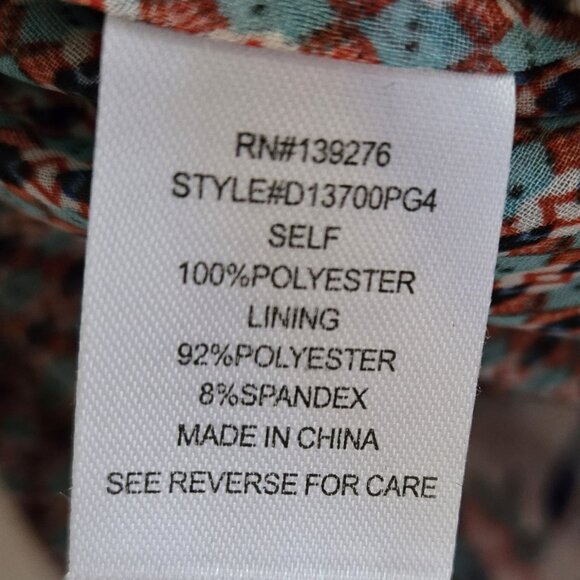 RN#139276
STYLE#D13700PG4
SELF
100%POLYESTER
LINING
92%POLYESTER
8%SPANDEX
MADE IN CHINA
SEE REVERSE FOR CARE